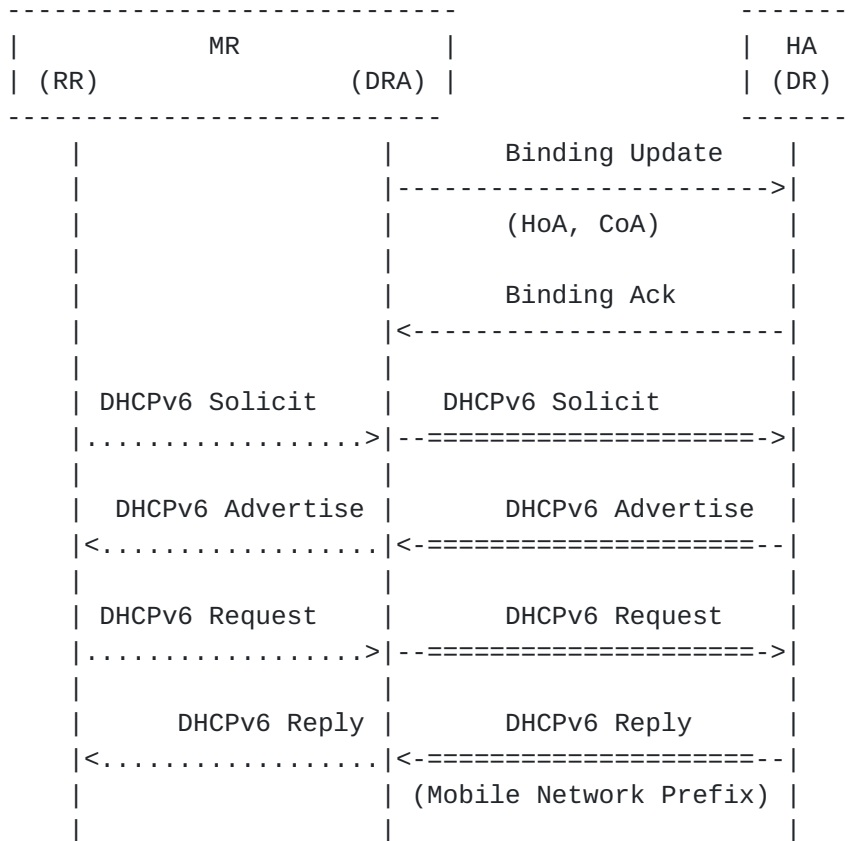 MR HA
(RR) (DRA) (DR)
Binding Update
(HoA, CoA)
Binding Ack
DHCPv6 Solicit DHCPv6 Solicit
DHCPv6 Advertise DHCPv6 Advertise
DHCPv6 Request DHCPv6 Request
DHCPv6 Reply DHCPv6 Reply
(Mobile Network Prefix)